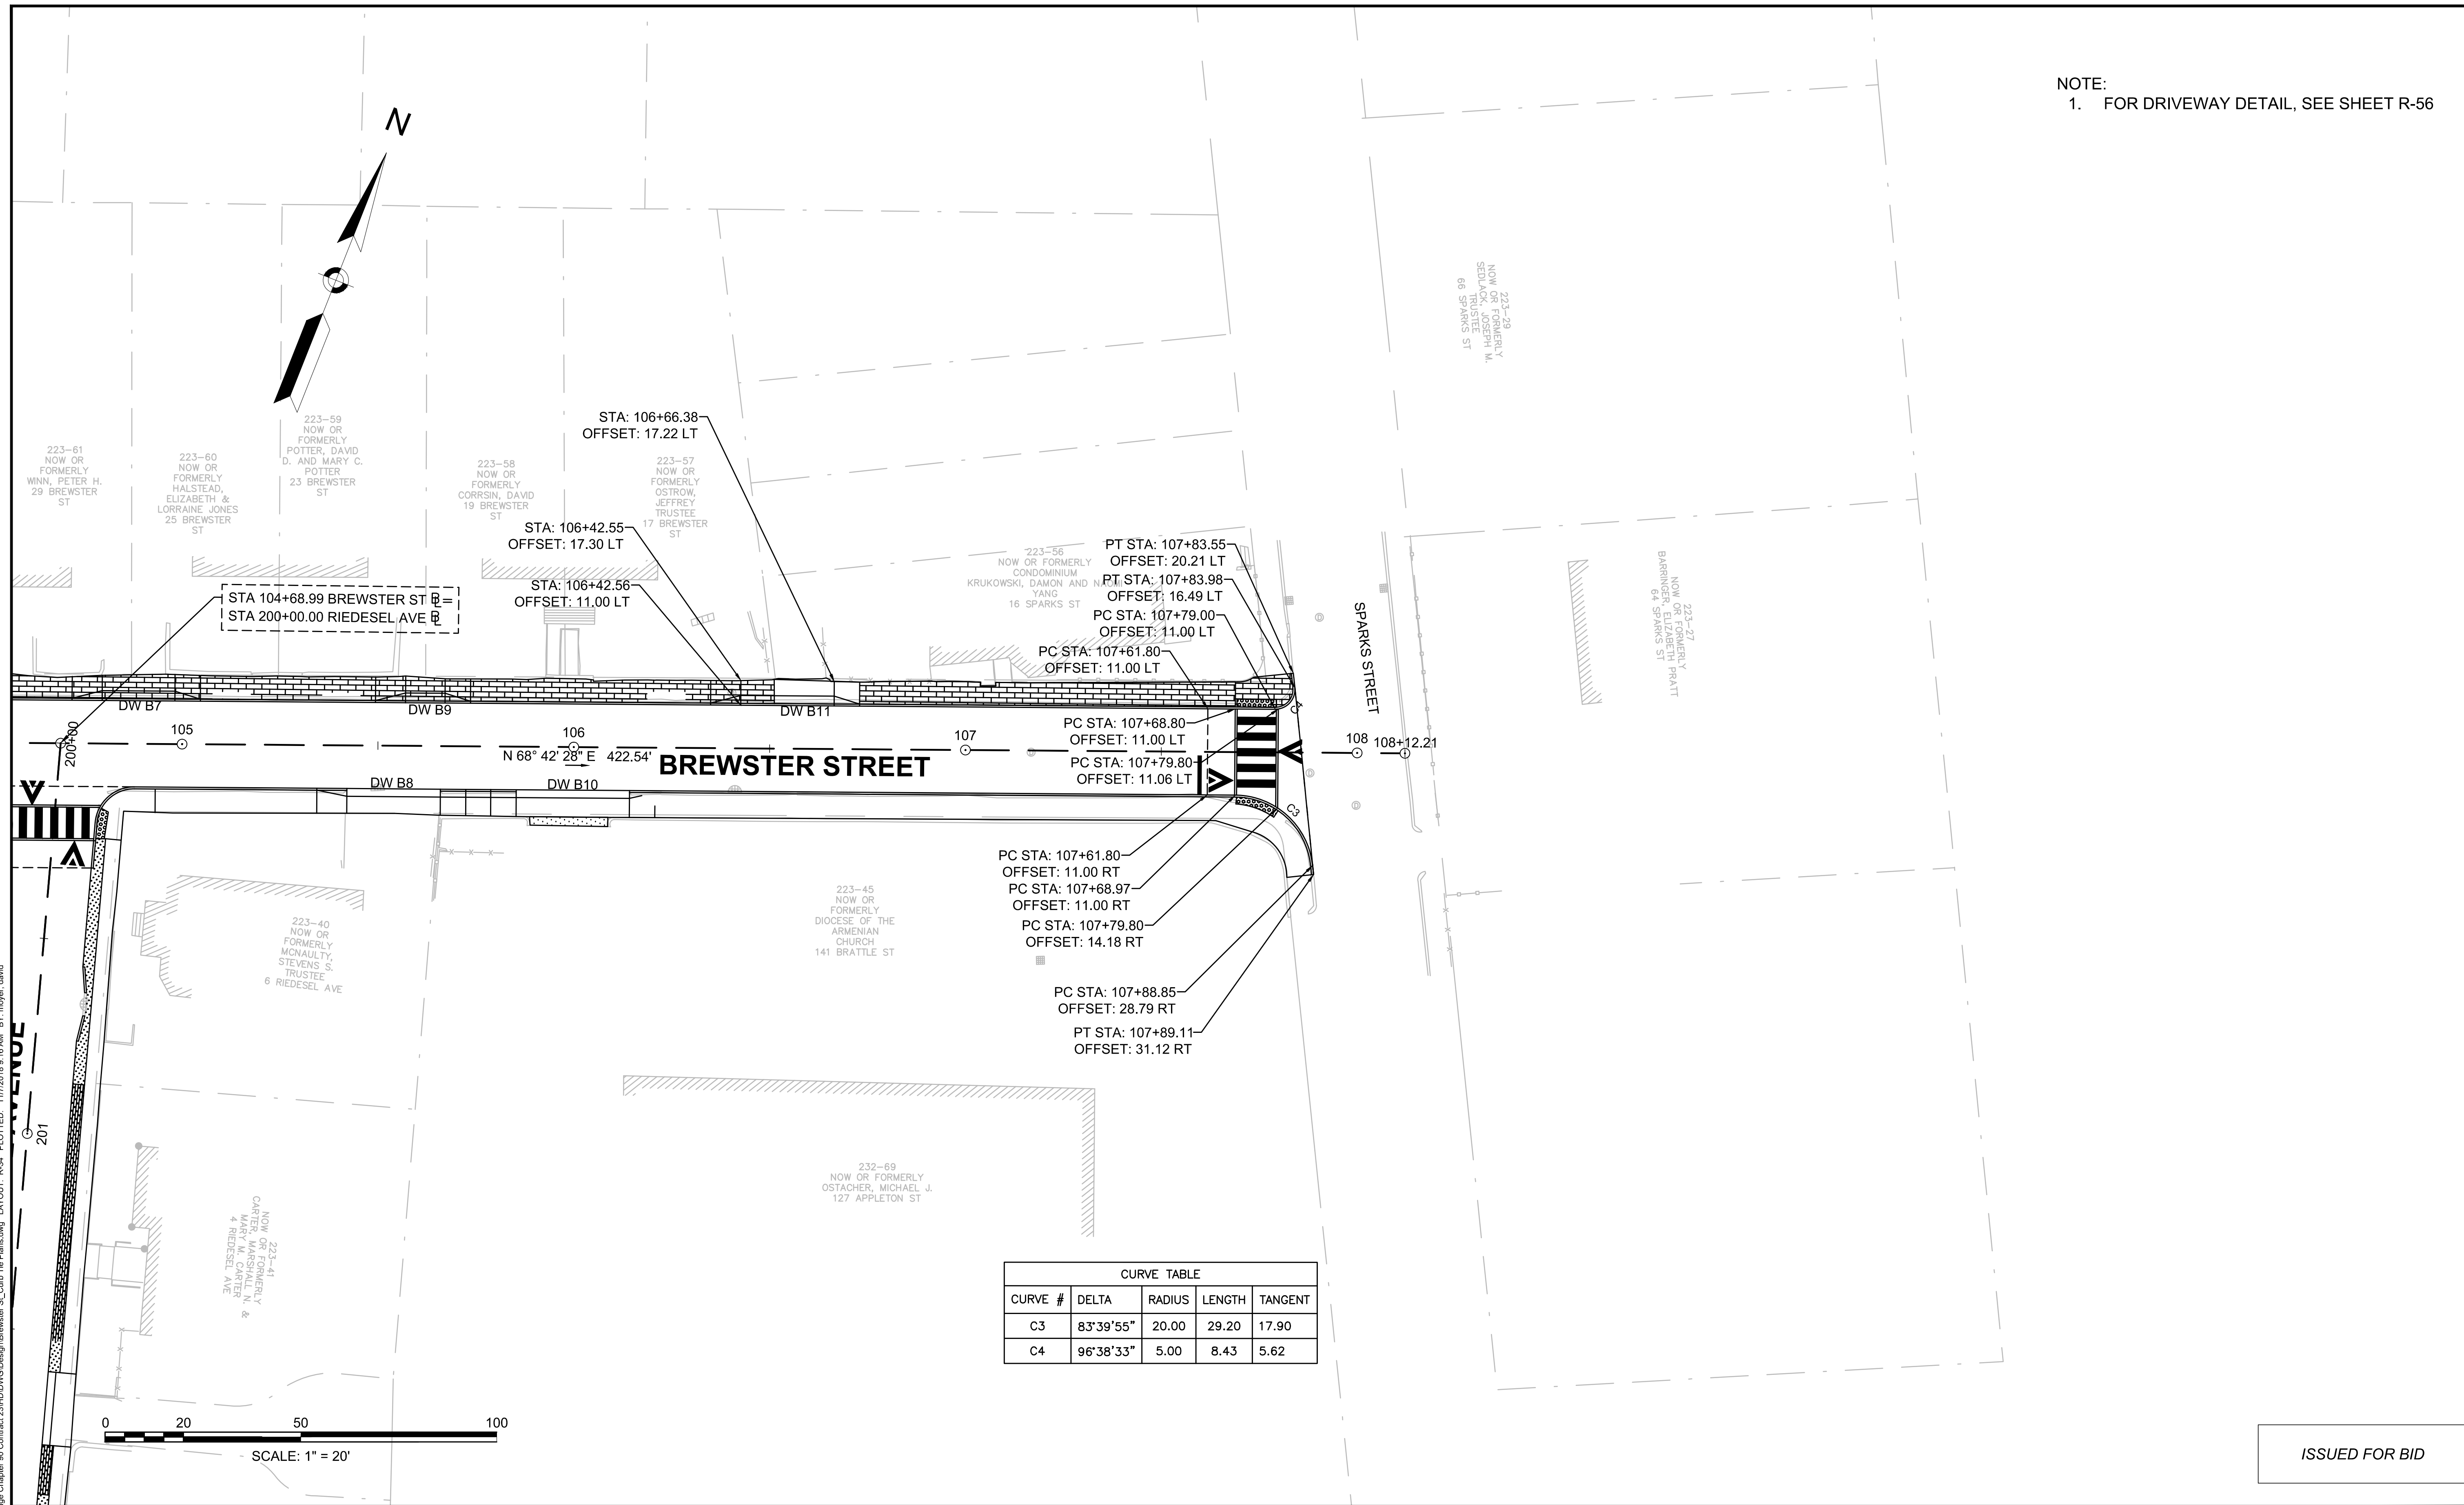 NOTE:
1. FOR DRIVEWAY DETAIL, SEE SHEET R-56
N
223-29
NOW OR FORMERLY
SEDLACK, JOSEPH M.
TRUSTEE
66 SPARKS ST
STA: 106+66.38
OFFSET: 17.22 LT
223-61
NOW OR
FORMERLY
WINN, PETER H.
29 BREWSTER
ST
223-60
NOW OR
FORMERLY
HALSTEAD,
ELIZABETH &
LORRAINE JONES
25 BREWSTER
ST
223-59
NOW OR
FORMERLY
POTTER, DAVID
D. AND MARY C.
POTTER
23 BREWSTER
ST
223-58
NOW OR
FORMERLY
CORRSIN, DAVID
19 BREWSTER
ST
223-57
NOW OR
FORMERLY
OSTROW,
JEFFREY
TRUSTEE
17 BREWSTER
ST
STA: 106+42.55
OFFSET: 17.30 LT
STA: 106+42.56
OFFSET: 11.00 LT
223-56
NOW OR FORMERLY
CONDOMINIUM
KRUKOWSKI, DAMON AND NAOMI
YANG
16 SPARKS ST
PT STA: 107+83.55
OFFSET: 20.21 LT
PT STA: 107+83.98
OFFSET: 16.49 LT
PC STA: 107+79.00
OFFSET: 11.00 LT
PC STA: 107+61.80
OFFSET: 11.00 LT
223-27
NOW OR FORMERLY
BARRINGER, ELIZABETH PRATT
64 SPARKS ST
STA 104+68.99 BREWSTER ST BL =
STA 200+00.00 RIEDESEL AVE BL
SPARKS STREET
DW B7
DW B9
DW B11
C4
PC STA: 107+68.80
OFFSET: 11.00 LT
PC STA: 107+79.80
OFFSET: 11.06 LT
200+00
105
106
107
108
108+12.21
N 68° 42' 28" E 422.54'
BREWSTER STREET
DW B8
DW B10
C3
PC STA: 107+61.80
OFFSET: 11.00 RT
PC STA: 107+68.97
OFFSET: 11.00 RT
PC STA: 107+79.80
OFFSET: 14.18 RT
PC STA: 107+88.85
OFFSET: 28.79 RT
PT STA: 107+89.11
OFFSET: 31.12 RT
223-45
NOW OR
FORMERLY
DIOCESE OF THE
ARMENIAN
CHURCH
141 BRATTLE ST
223-40
NOW OR
FORMERLY
MCNAULTY,
STEVENS S.
TRUSTEE
6 RIEDESEL AVE
AVENUE
201
232-69
NOW OR FORMERLY
OSTACHER, MICHAEL J.
127 APPLETON ST
223-41
NOW OR FORMERLY
CARTER, MARSHALL N. &
MARY M. CARTER
4 RIEDESEL AVE
CURVE TABLE
CURVE # DELTA RADIUS LENGTH TANGENT
C3 83°39'55" 20.00 29.20 17.90
C4 96°38'33" 5.00 8.43 5.62
0 20 50 100
SCALE: 1" = 20'
ISSUED FOR BID